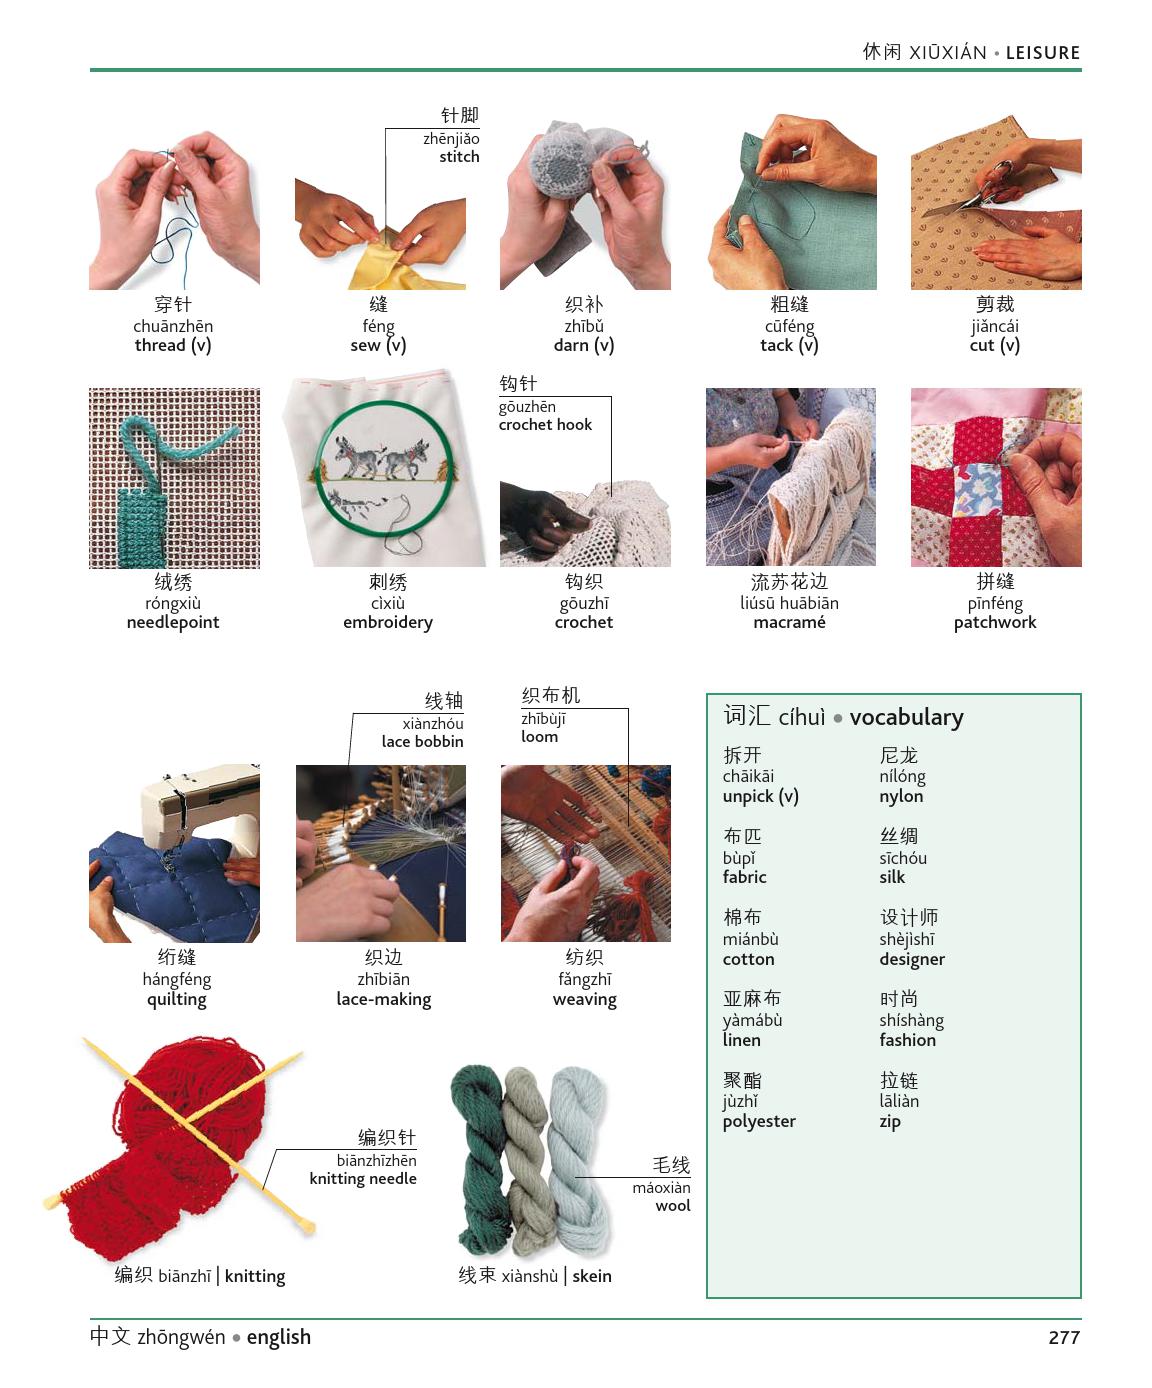 休闲 XIŪXIÁN • LEISURE
针脚
zhēnjiǎo
stitch
穿针
chuānzhēn
thread (v)
缝
féng
sew (v)
织补
zhībǔ
darn (v)
粗缝
cūféng
tack (v)
剪裁
jiǎncái
cut (v)
钩针
gōuzhēn
crochet hook
绒绣
róngxiù
needlepoint
刺绣
cìxiù
embroidery
钩织
gōuzhī
crochet
流苏花边
liúsū huābiān
macramé
拼缝
pīnféng
patchwork
线轴
xiànzhóu
lace bobbin
织布机
zhībùjī
loom
绗缝
hángféng
quilting
织边
zhībiān
lace-making
纺织
fǎngzhī
weaving
编织针
biānzhīzhēn
knitting needle
编织 biānzhī | knitting
毛线
máoxiàn
wool
线束 xiànshù | skein
词汇 cíhuì • vocabulary
拆开
chāikāi
unpick (v)
布匹
bùpǐ
fabric
棉布
miánbù
cotton
亚麻布
yàmábù
linen
聚酯
jùzhǐ
polyester
尼龙
nílóng
nylon
丝绸
sīchóu
silk
设计师
shèjìshī
designer
时尚
shíshàng
fashion
拉链
lāliàn
zip
中文 zhōngwén • english
277